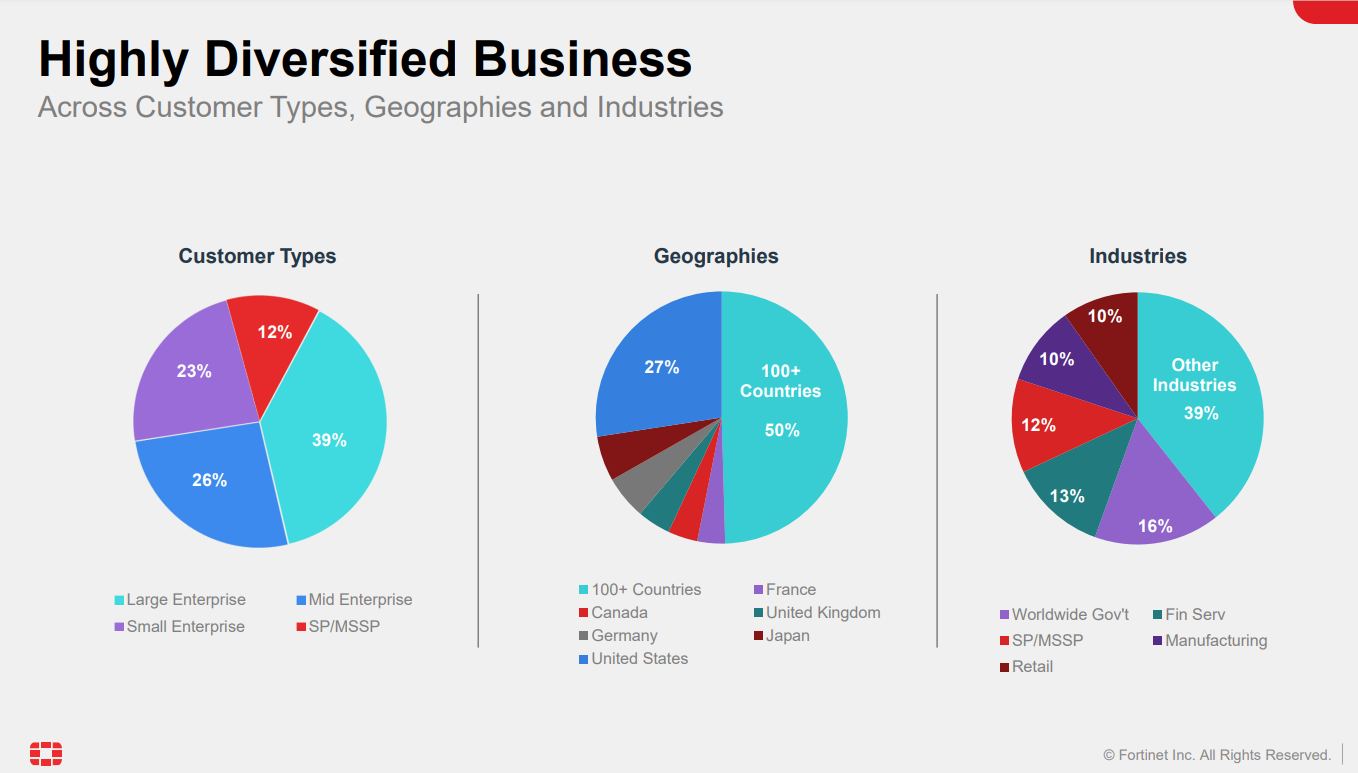 Highly Diversified Business
Across Customer Types, Geographies and Industries
Customer Types
12%
23%
39%
26%
Large Enterprise
Mid Enterprise
Small Enterprise
SP/MSSP
Geographies
27%
100+
Countries
50%
100+ Countries
France
Canada
United Kingdom
Germany
Japan
United States
Industries
10%
10%
Other
Industries
39%
12%
13%
16%
Worldwide Gov't
Fin Serv
SP/MSSP
Manufacturing
Retail
© Fortinet Inc. All Rights Reserved.